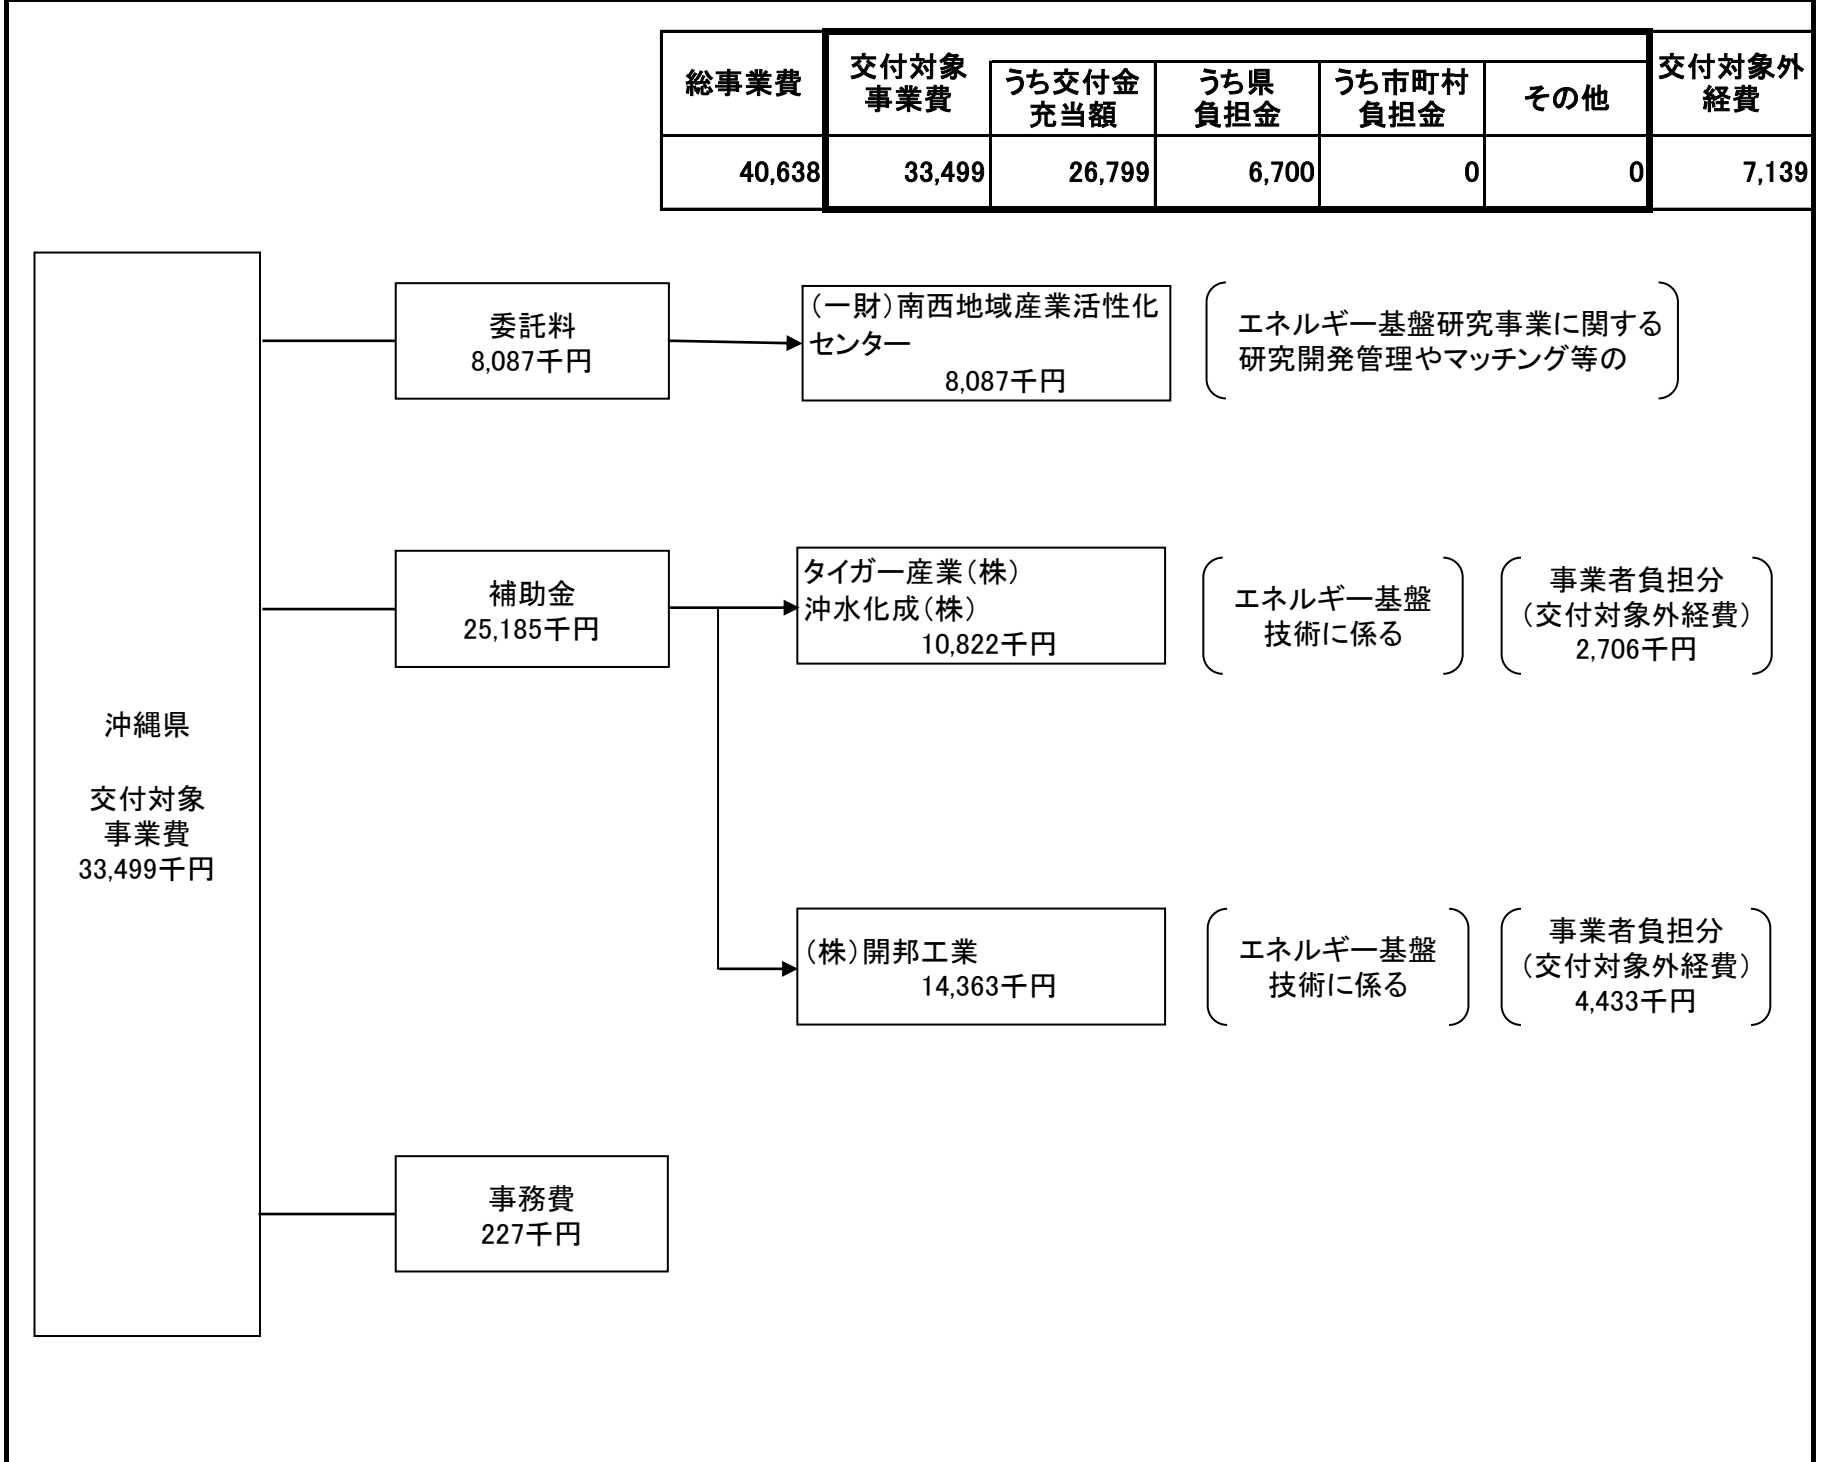 総事業費
交付対象
事業費
うち交付金
充当額
うち県
負担金
うち市町村
負担金
その他
交付対象外
経費
40,638
33,499
26,799
6,700
0
0
7,139
沖縄県
交付対象
事業費
33,499千円
委託料
8,087千円
(一財)南西地域産業活性化
センター
8,087千円
エネルギー基盤研究事業に関する
研究開発管理やマッチング等の
補助金
25,185千円
タイガー産業(株)
沖水化成(株)
10,822千円
エネルギー基盤
技術に係る
事業者負担分
(交付対象外経費)
2,706千円
(株)開邦工業
14,363千円
エネルギー基盤
技術に係る
事業者負担分
(交付対象外経費)
4,433千円
事務費
227千円